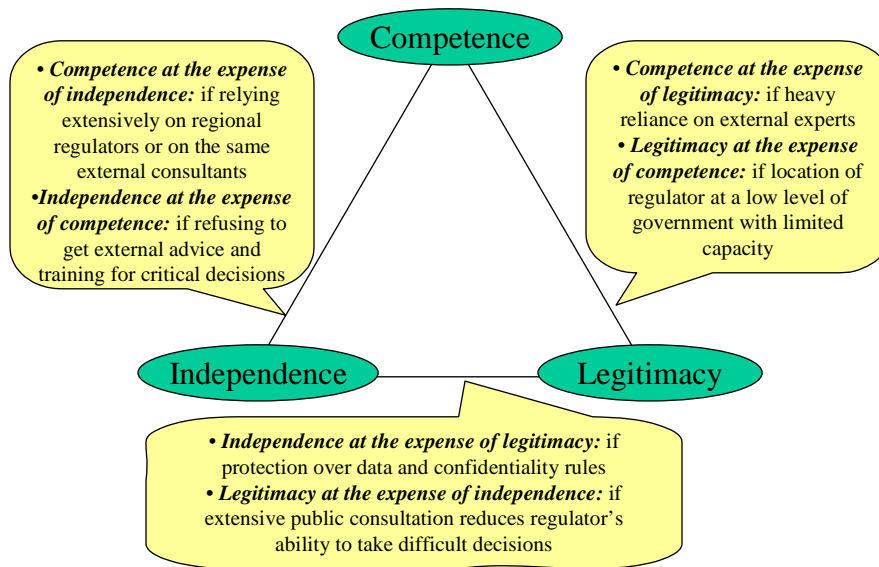 Competence
• Competence at the expense
of independence: if relying
extensively on regional
regulators or on the same
external consultants
•Independence at the expense
of competence: if refusing to
get external advice and
training for critical decisions
• Competence at the expense
of legitimacy: if heavy
reliance on external experts
• Legitimacy at the expense of
competence: if location of
regulator at a low level of
government with limited
capacity
Independence
Legitimacy
• Independence at the expense of legitimacy: if
protection over data and confidentiality rules
• Legitimacy at the expense of independence: if
extensive public consultation reduces regulator’s
ability to take difficult decisions